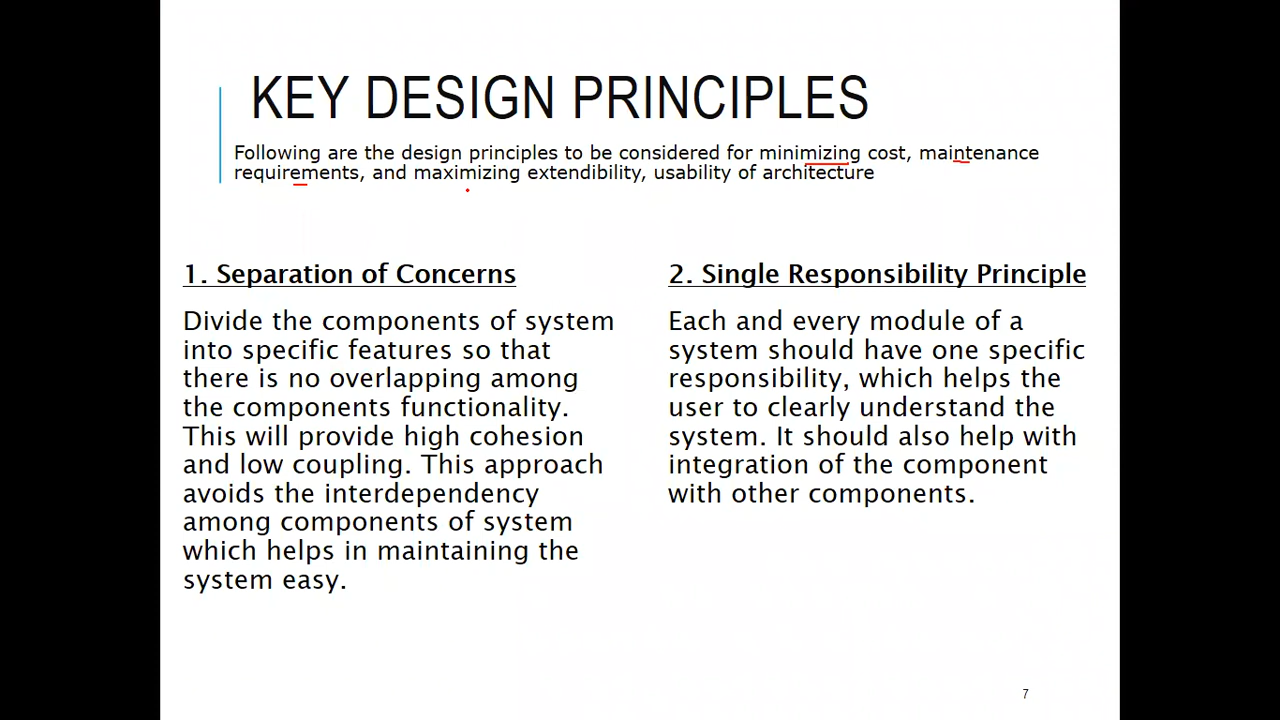 KEY DESIGN PRINCIPLES
Following are the design principles to be considered for minimizing cost, maintenance
requirements, and maximizing extendibility, usability of architecture
1. Separation of Concerns
Divide the components of system
into specific features so that
there is no overlapping among
the components functionality.
This will provide high cohesion
and low coupling. This approach
avoids the interdependency
among components of system
which helps in maintaining the
system easy.
2. Single Responsibility Principle
Each and every module of a
system should have one specific
responsibility, which helps the
user to clearly understand the
system. It should also help with
integration of the component
with other components.
7